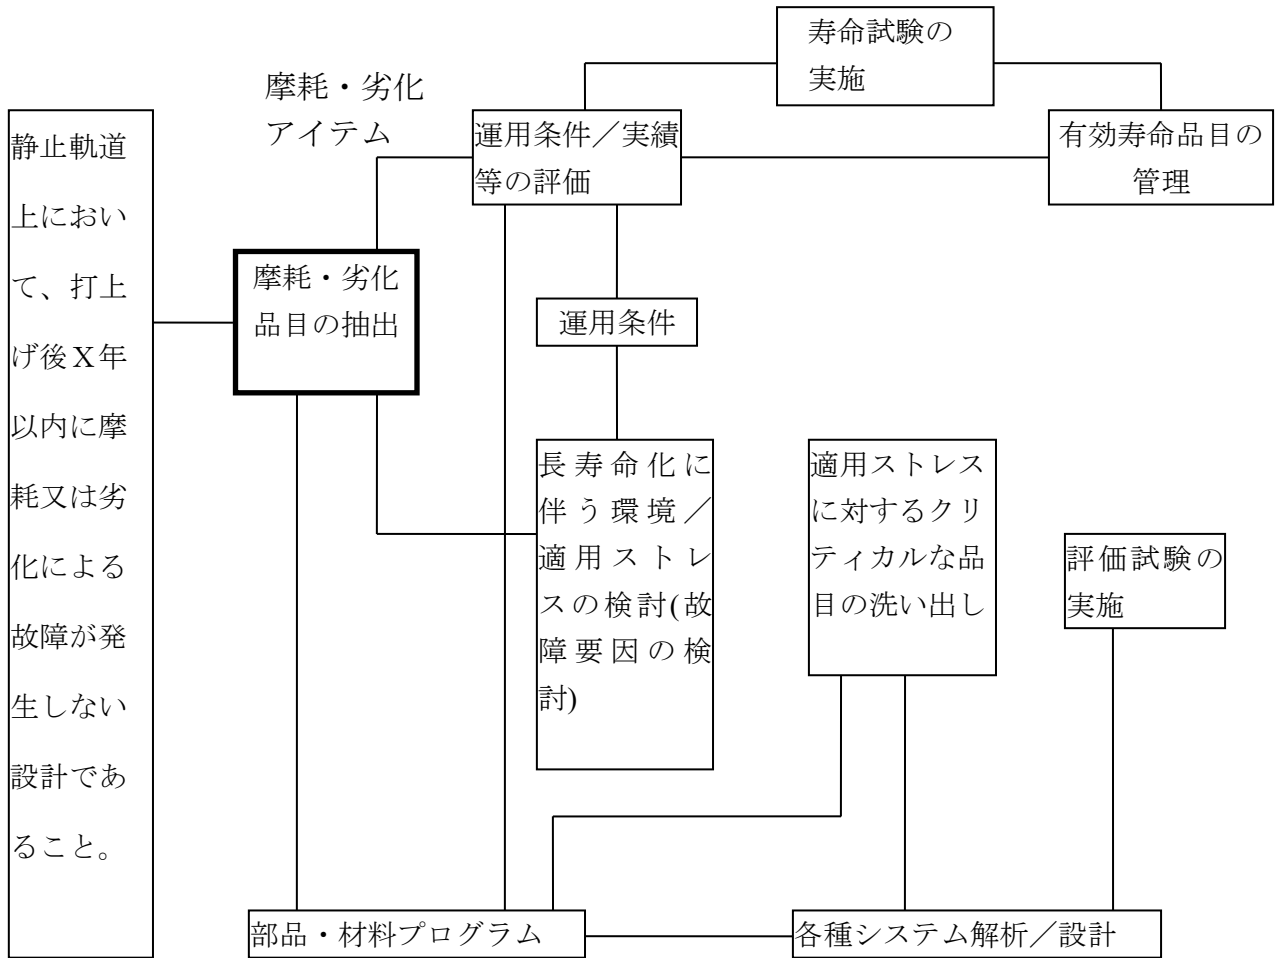 寿命試験の
実施
摩耗・劣化
アイテム
運用条件／実績
等の評価
有効寿命品目の
管理
静止軌道
上におい
て、打上
げ後Ｘ年
以内に摩
耗又は劣
化による
故障が発
生しない
設計であ
ること。
摩耗・劣化
品目の抽出
運用条件
長寿命化に
伴う環境／
適用ストレ
スの検討(故
障要因の検
討)
適用ストレス
に対するクリ
ティカルな品
目の洗い出し
評価試験の
実施
部品・材料プログラム
各種システム解析／設計